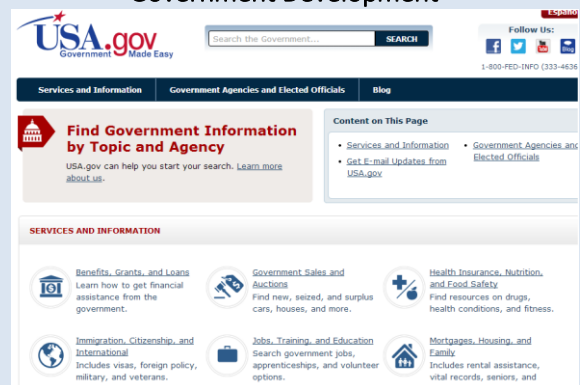 Government Development
Español
USA.gov
Government Made Easy
Search the Government...
SEARCH
Follow Us:
Blog
1-800-FED-INFO (333-4636
Services and Information
Government Agencies and Elected Officials
Blog
Find Government Information
by Topic and Agency
USA.gov can help you start your search. Learn more
about us.
Content on This Page
• Services and Information
• Get E-mail Updates from
USA.gov
• Government Agencies and
Elected Officials
SERVICES AND INFORMATION
Benefits, Grants, and Loans
Learn how to get financial
assistance from the
government.
Government Sales and
Auctions
Find new, seized, and surplus
cars, houses, and more.
Health Insurance, Nutrition,
and Food Safety
Find resources on drugs,
health conditions, and fitness.
Immigration, Citizenship, and
International
Includes visas, foreign policy,
military, and veterans.
Jobs, Training, and Education
Search government jobs,
apprenticeships, and volunteer
options.
Mortgages, Housing, and
Family
Includes rental assistance,
vital records, seniors, and